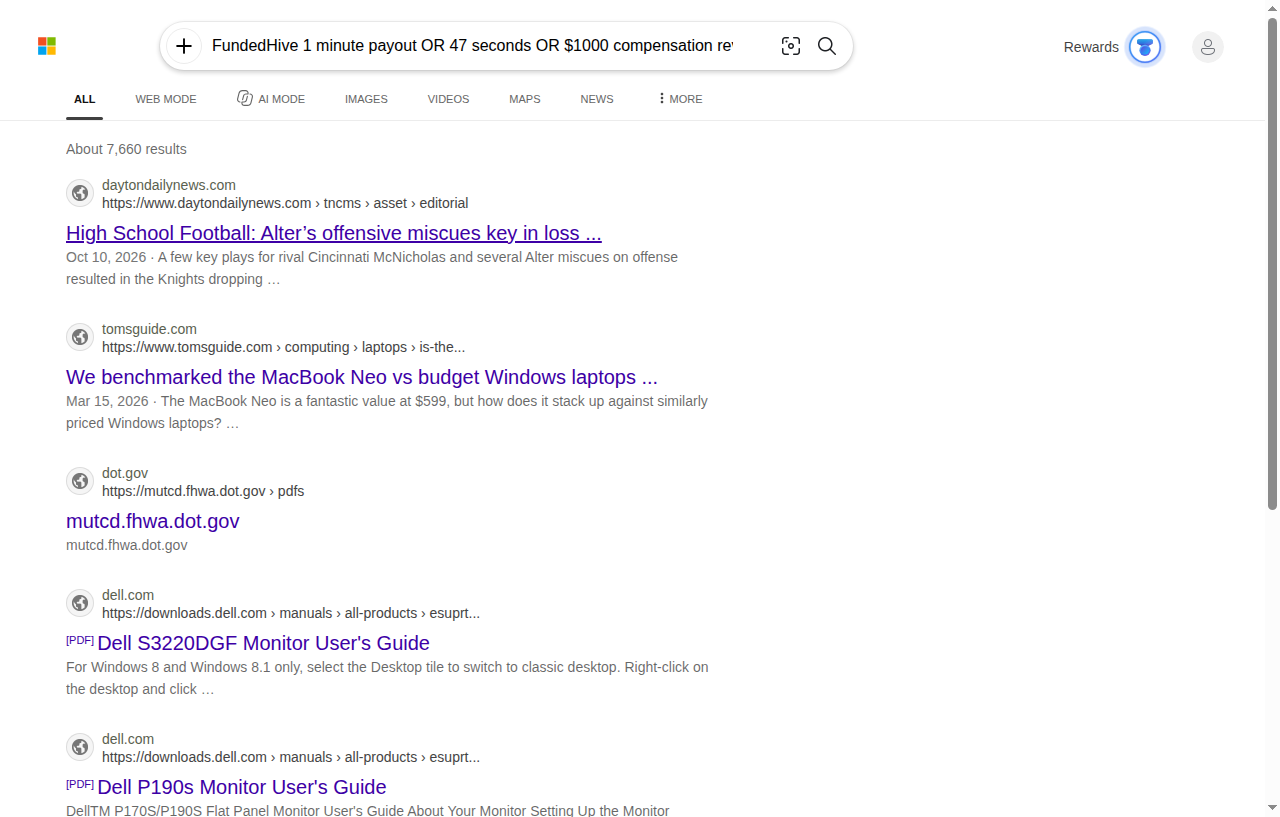 FundedHive 1 minute payout OR 47 seconds OR $1000 compensation
Rewards
ALL
WEB MODE
AI MODE
IMAGES
VIDEOS
MAPS
NEWS
MORE
About 7,660 results
daytondailynews.com
https://www.daytondailynews.com › tncms › asset › editorial
High School Football: Alter’s offensive miscues key in loss ...
Oct 10, 2026 · A few key plays for rival Cincinnati McNicholas and several Alter miscues on offense
resulted in the Knights dropping …
tomsguide.com
https://www.tomsguide.com › computing › laptops › is-the...
We benchmarked the MacBook Neo vs budget Windows laptops ...
Mar 15, 2026 · The MacBook Neo is a fantastic value at $599, but how does it stack up against similarly
priced Windows laptops? …
dot.gov
https://mutcd.fhwa.dot.gov › pdfs
mutcd.fhwa.dot.gov
mutcd.fhwa.dot.gov
dell.com
https://downloads.dell.com › manuals › all-products › esuprt...
[PDF] Dell S3220DGF Monitor User's Guide
For Windows 8 and Windows 8.1 only, select the Desktop tile to switch to classic desktop. Right-click on
the desktop and click …
dell.com
https://downloads.dell.com › manuals › all-products › esuprt...
[PDF] Dell P190s Monitor User's Guide
DellTM P170S/P190S Flat Panel Monitor User's Guide About Your Monitor Setting Up the Monitor